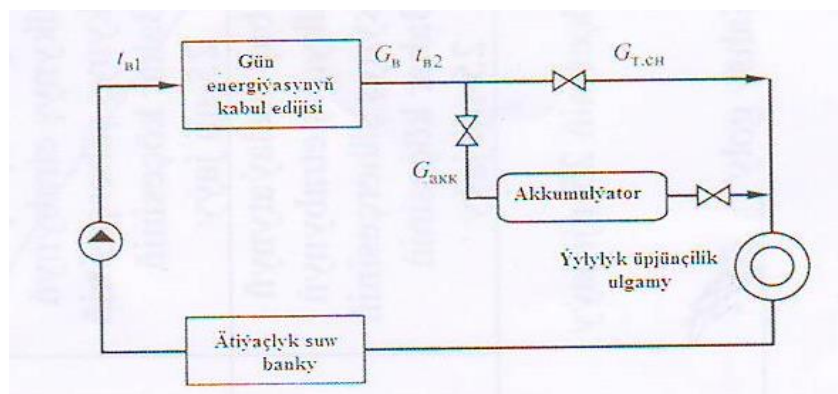 t_в1
Gün
energiýasynyň
kabul edijisi
G_в t_в2
G_т.сн
G_акк
Akkumulýator
Ýylylyk üpjünçilik
ulgamy
Ätiýaçlyk suw
banky